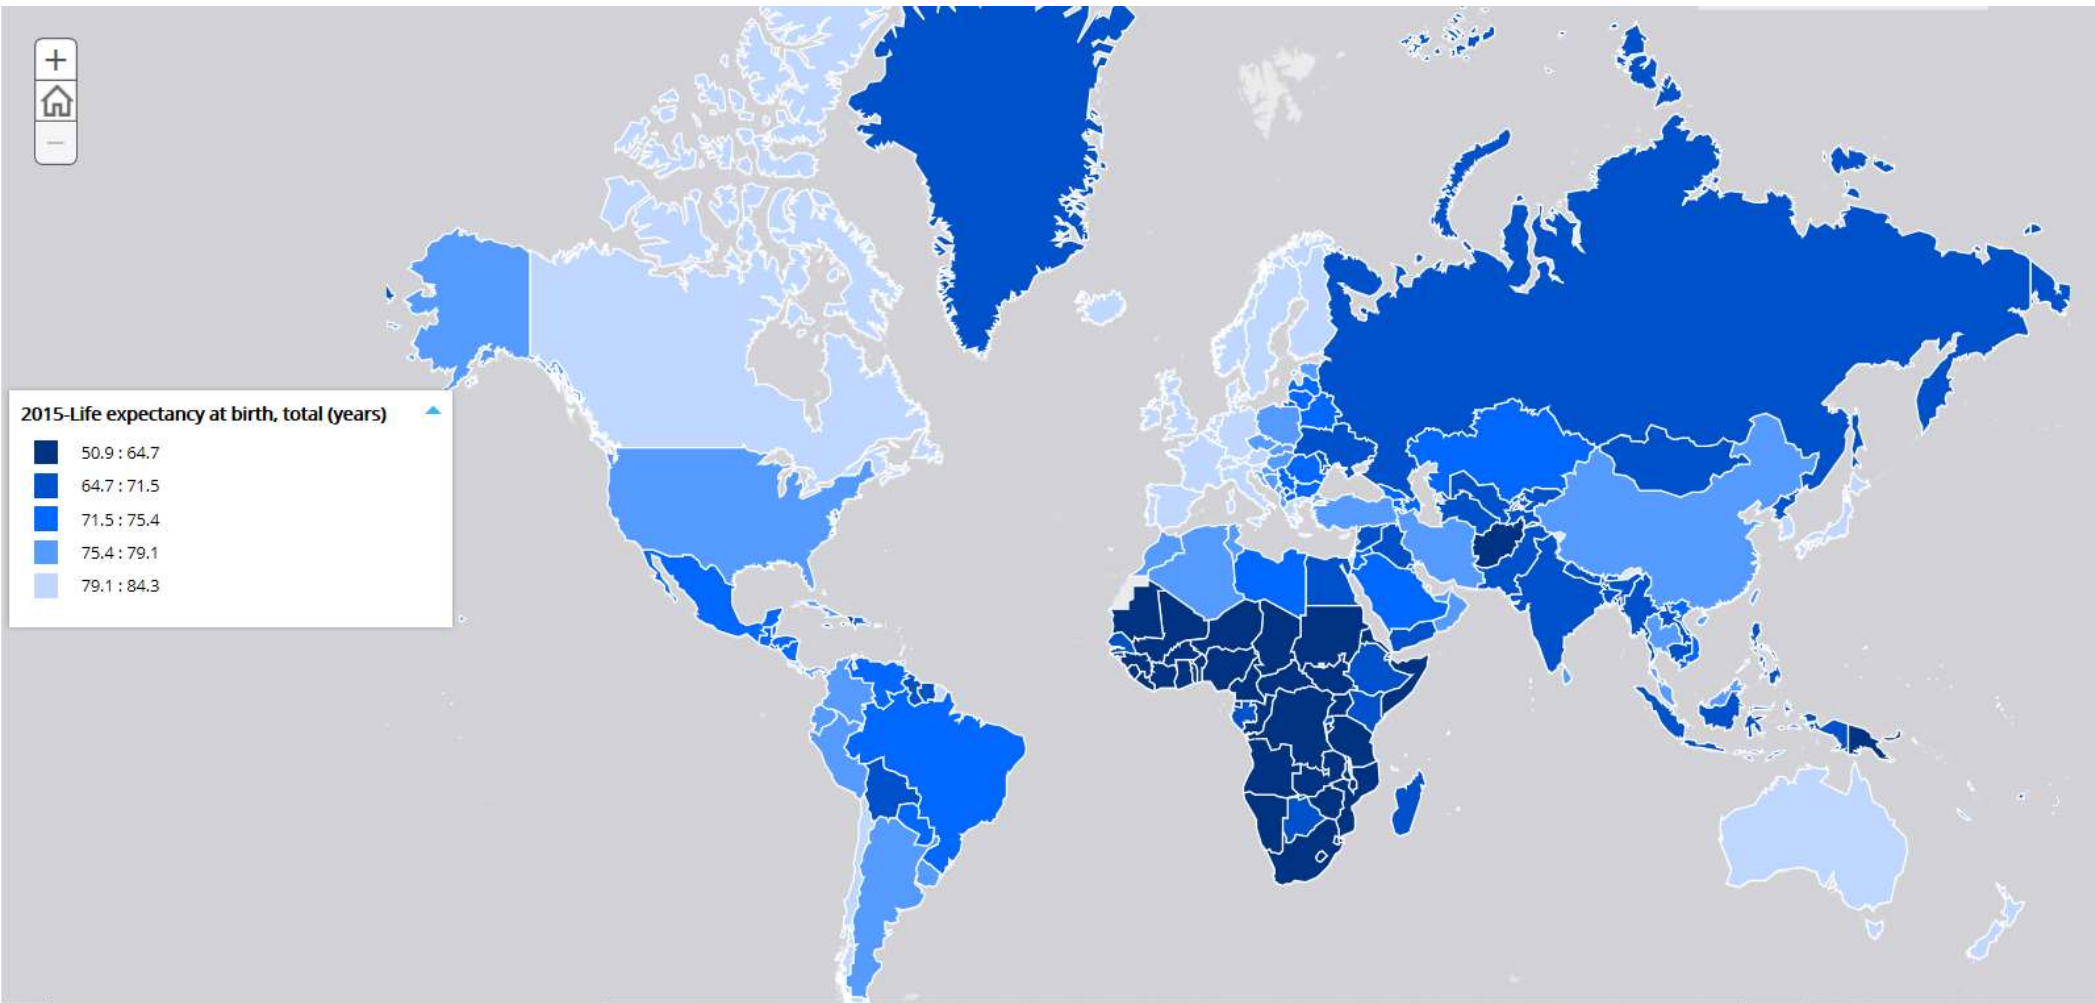 +
−
2015-Life expectancy at birth, total (years)
50.9 : 64.7
64.7 : 71.5
71.5 : 75.4
75.4 : 79.1
79.1 : 84.3